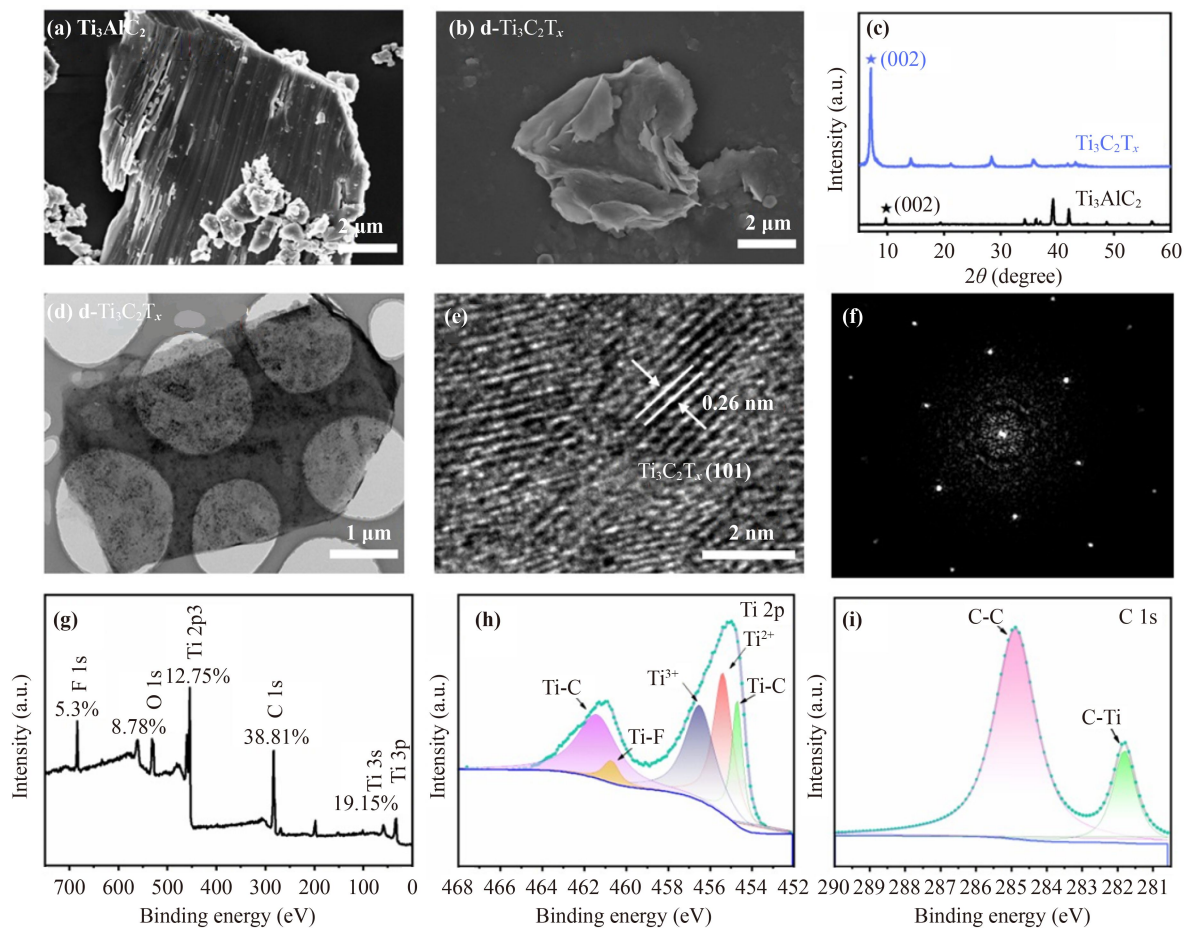 (a) Ti₃AlC₂
2 μm
(b) d-Ti₃C₂Tₓ
2 μm
(c)
★ (002)
Ti₃C₂Tₓ
★ (002)
Ti₃AlC₂
Intensity (a.u.)
10 20 30 40 50 60
2θ (degree)
(d) d-Ti₃C₂Tₓ
1 μm
(e)
0.26 nm
Ti₃C₂Tₓ (101)
2 nm
(f)
(g)
F 1s
5.3%
O 1s
8.78%
Ti 2p3
12.75%
C 1s
38.81%
Ti 3s
Ti 3p
19.15%
Intensity (a.u.)
700 600 500 400 300 200 100 0
Binding energy (eV)
(h)
Ti 2p
Ti²⁺
Ti³⁺
Ti-C
Ti-C
Ti-F
Intensity (a.u.)
468 466 464 462 460 458 456 454 452
Binding energy (eV)
(i)
C 1s
C-C
C-Ti
Intensity (a.u.)
290 289 288 287 286 285 284 283 282 281
Binding energy (eV)